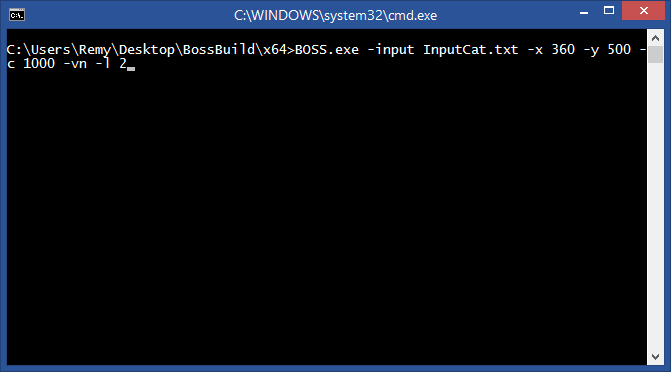 C:\WINDOWS\system32\cmd.exe
C:\Users\Remy\Desktop\BossBuild\x64>BOSS.exe -input InputCat.txt -x 360 -y 500 -
c 1000 -vn -l 2